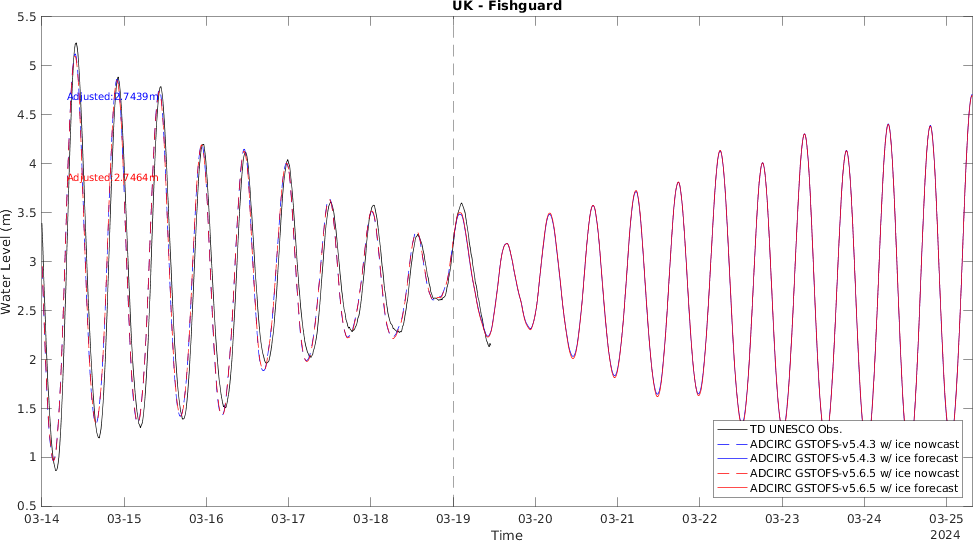 UK - Fishguard
5.5
5
4.5
4
3.5
3
2.5
2
1.5
1
0.5
Water Level (m)
Adjusted:2.7439m
Adjusted:2.7464m
TD UNESCO Obs.
ADCIRC GSTOFS-v5.4.3 w/ ice nowcast
ADCIRC GSTOFS-v5.4.3 w/ ice forecast
ADCIRC GSTOFS-v5.6.5 w/ ice nowcast
ADCIRC GSTOFS-v5.6.5 w/ ice forecast
03-14 03-15 03-16 03-17 03-18 03-19 03-20 03-21 03-22 03-23 03-24 03-25
Time
2024